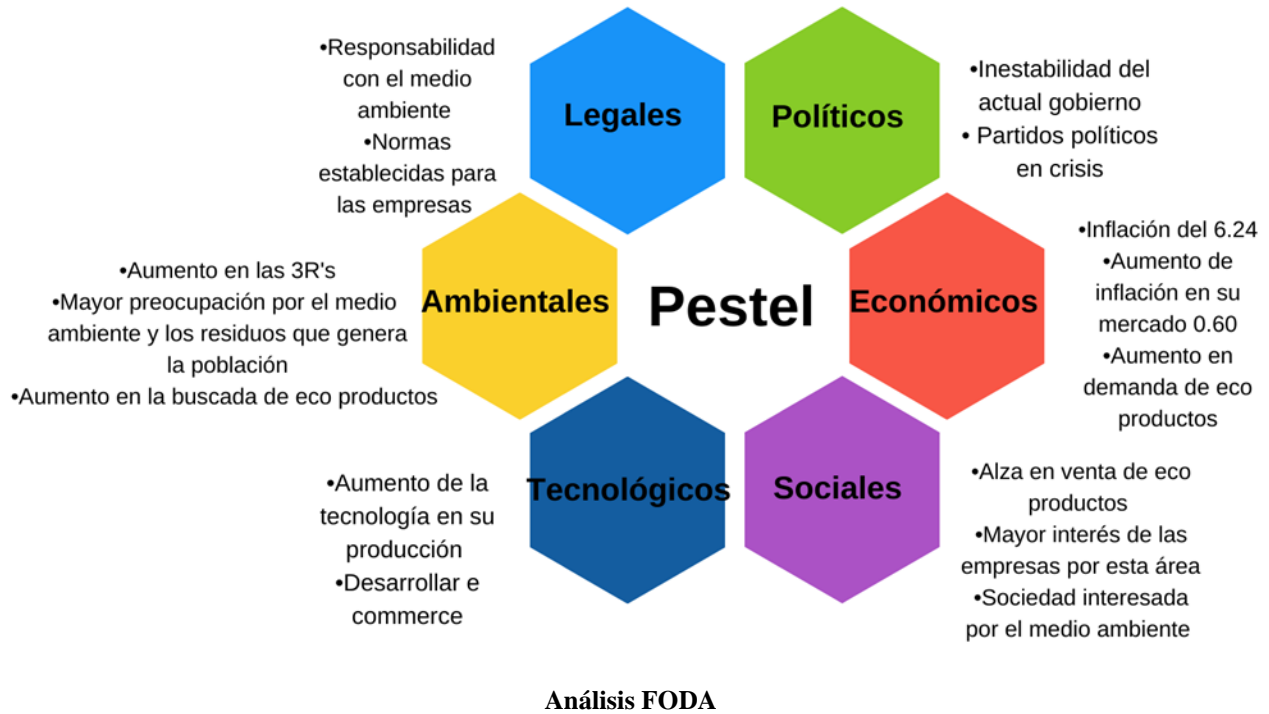 •Responsabilidad
con el medio
ambiente
•Normas
establecidas para
las empresas
Legales
Políticos
•Inestabilidad del
actual gobierno
• Partidos políticos
en crisis
•Aumento en las 3R's
•Mayor preocupación por el medio
ambiente y los residuos que genera
la población
•Aumento en la buscada de eco productos
Ambientales
Pestel
Económicos
•Inflación del 6.24
•Aumento de
inflación en su
mercado 0.60
•Aumento en
demanda de eco
productos
•Aumento de la
tecnología en su
producción
•Desarrollar e
commerce
Tecnológicos
Sociales
•Alza en venta de eco
productos
•Mayor interés de las
empresas por esta área
•Sociedad interesada
por el medio ambiente
Análisis FODA